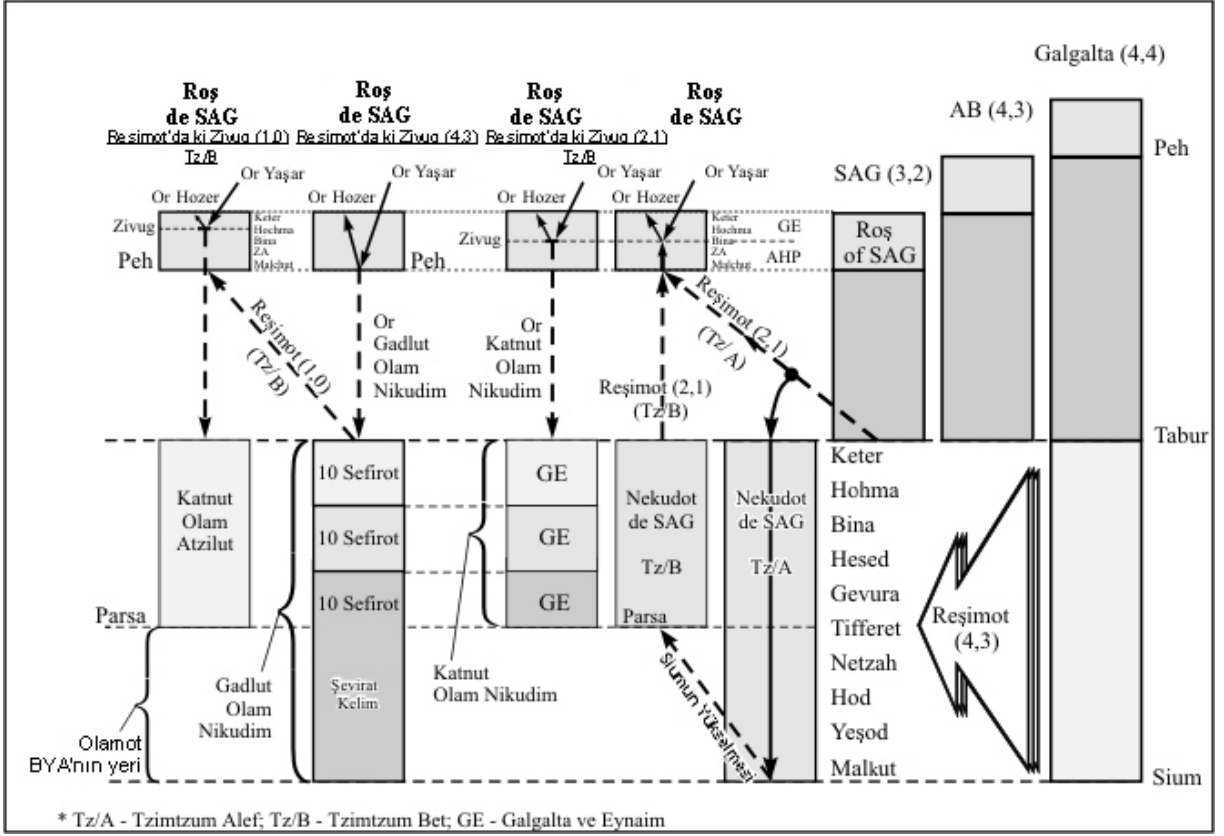 Galgalta (4,4)
AB (4,3)
Peh
SAG (3,2)
Roş
de SAG
Reşimot'da ki Zivug (1,0)
Tz/B
Roş
de SAG
Reşimot'da ki Zivug (4,3)
Roş
de SAG
Reşimot'da ki Zivug (2,1)
Tz/B
Roş
de SAG
Or Yaşar
Or Hozer
Zivug
Peh
Keter
Hochma
Bina
ZA
Malchut
Or Yaşar
Or Hozer
Peh
Or Yaşar
Or Hozer
Zivug
Or Yaşar
Or Hozer
Keter
Hochma
Bina
ZA
Malchut
GE
AHP
Roş
of SAG
Reşimot (1,0)
(Tz/B)
Or
Gadlut
Olam
Nikudim
Or
Katnut
Olam
Nikudim
Reşimot (2,1)
(Tz/B)
Reşimot (2,1)
(Tz/A)
Tabur
Katnut
Olam
Atzilut
10 Sefirot
10 Sefirot
10 Sefirot
Şevirat
Kelim
GE
GE
GE
Nekudot
de SAG
Tz/B
Parsa
Nekudot
de SAG
Tz/A
Keter
Hohma
Bina
Hesed
Gevura
Tifferet
Netzah
Hod
Yeşod
Malkut
Reşimot
(4,3)
Parsa
Gadlut
Olam
Nikudim
Katnut
Olam Nikudim
Siumun Yükselmesi
Olamot
BYA'nın yeri
Sium
* Tz/A - Tzimtzum Alef; Tz/B - Tzimtzum Bet; GE - Galgalta ve Eynaim